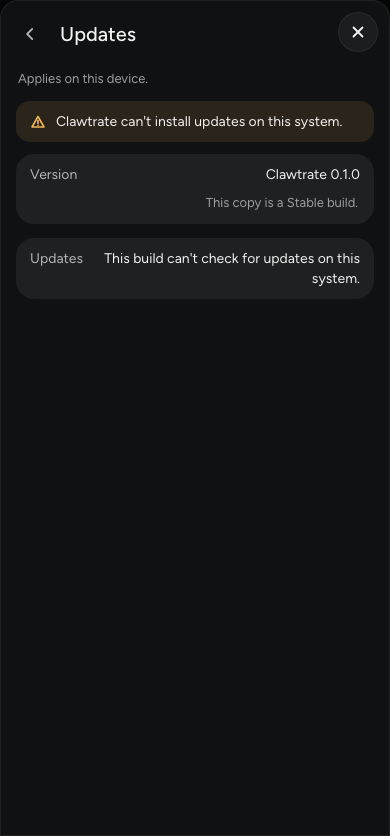 Updates
Applies on this device.
Clawtrate can't install updates on this system.
Version
Clawtrate 0.1.0
This copy is a Stable build.
Updates
This build can't check for updates on this
system.